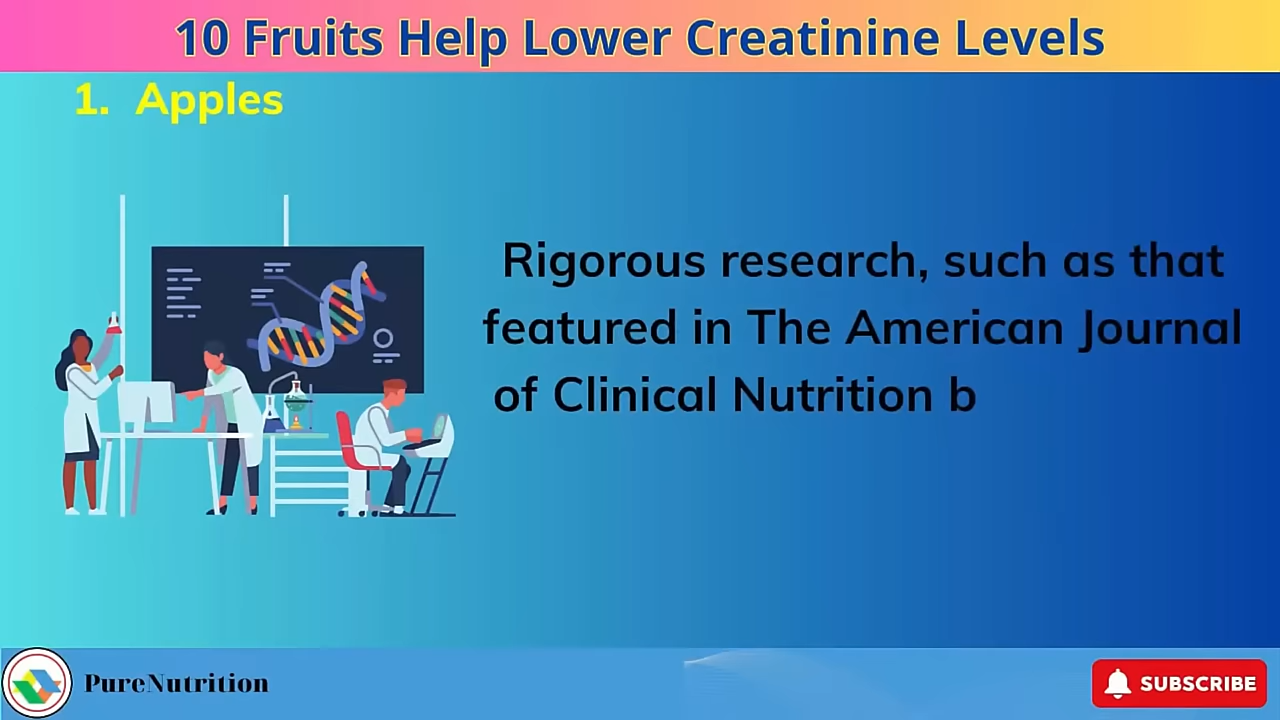 10 Fruits Help Lower Creatinine Levels
1. Apples
Rigorous research, such as that
featured in The American Journal
of Clinical Nutrition b
PureNutrition
SUBSCRIBE